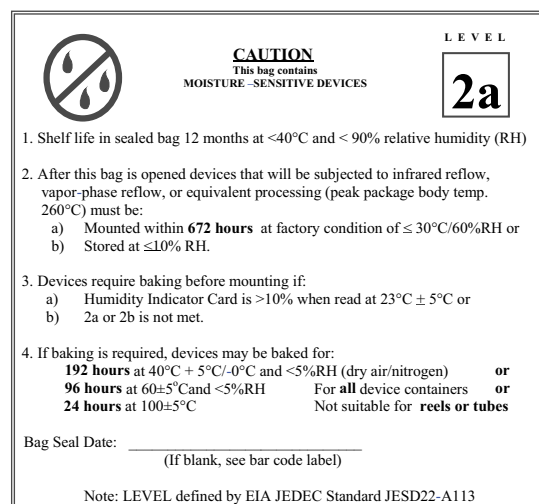 L E V E L
CAUTION
This bag contains
MOISTURE –SENSITIVE DEVICES
2a
1. Shelf life in sealed bag 12 months at <40°C and < 90% relative humidity (RH)
2. After this bag is opened devices that will be subjected to infrared reflow,
vapor-phase reflow, or equivalent processing (peak package body temp.
260°C) must be:
a) Mounted within 672 hours at factory condition of ≤ 30°C/60%RH or
b) Stored at ≤10% RH.
3. Devices require baking before mounting if:
a) Humidity Indicator Card is >10% when read at 23°C ± 5°C or
b) 2a or 2b is not met.
4. If baking is required, devices may be baked for:
192 hours at 40°C + 5°C/-0°C and <5%RH (dry air/nitrogen) or
96 hours at 60±5°Cand <5%RH For all device containers or
24 hours at 100±5°C Not suitable for reels or tubes
Bag Seal Date: ______________________________
(If blank, see bar code label)
Note: LEVEL defined by EIA JEDEC Standard JESD22-A113